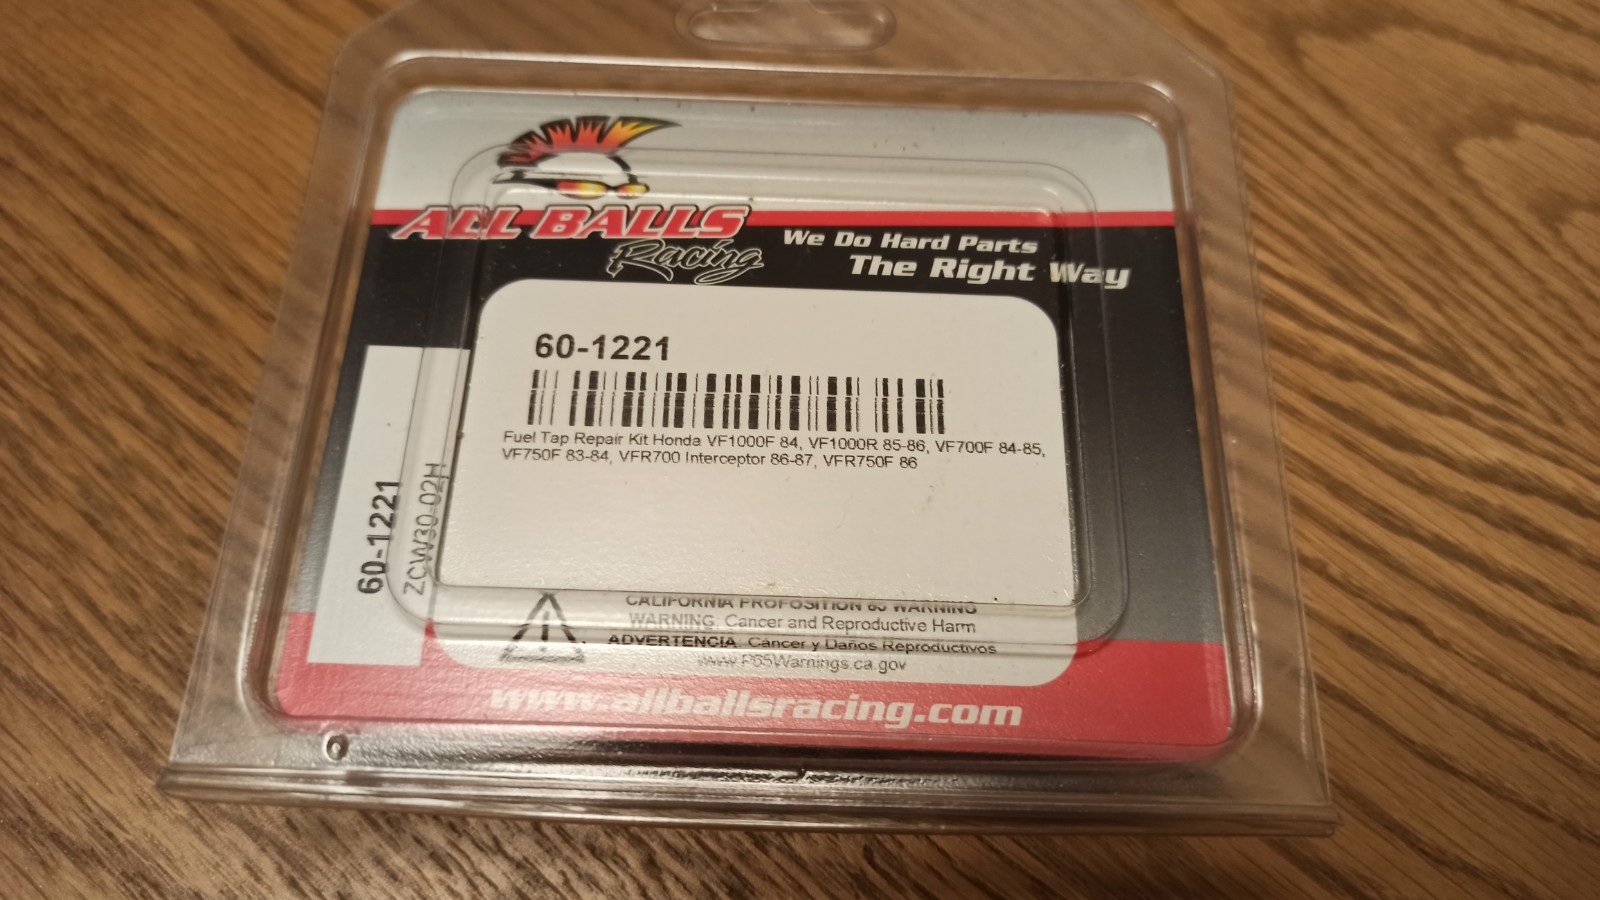 ALL BALLS
Racing
We Do Hard Parts
The Right Way
60-1221
Fuel Tap Repair Kit Honda VF1000F 84, VF1000R 85-86, VF700F 84-85,
VF750F 83-84, VFR700 Interceptor 86-87, VFR750F 86
60-1221
ZCW30-02H
CALIFORNIA PROPOSITION 65 WARNING
WARNING: Cancer and Reproductive Harm
ADVERTENCIA: Cáncer y Daños Reproductivos
www.P65Warnings.ca.gov
www.allballsracing.com